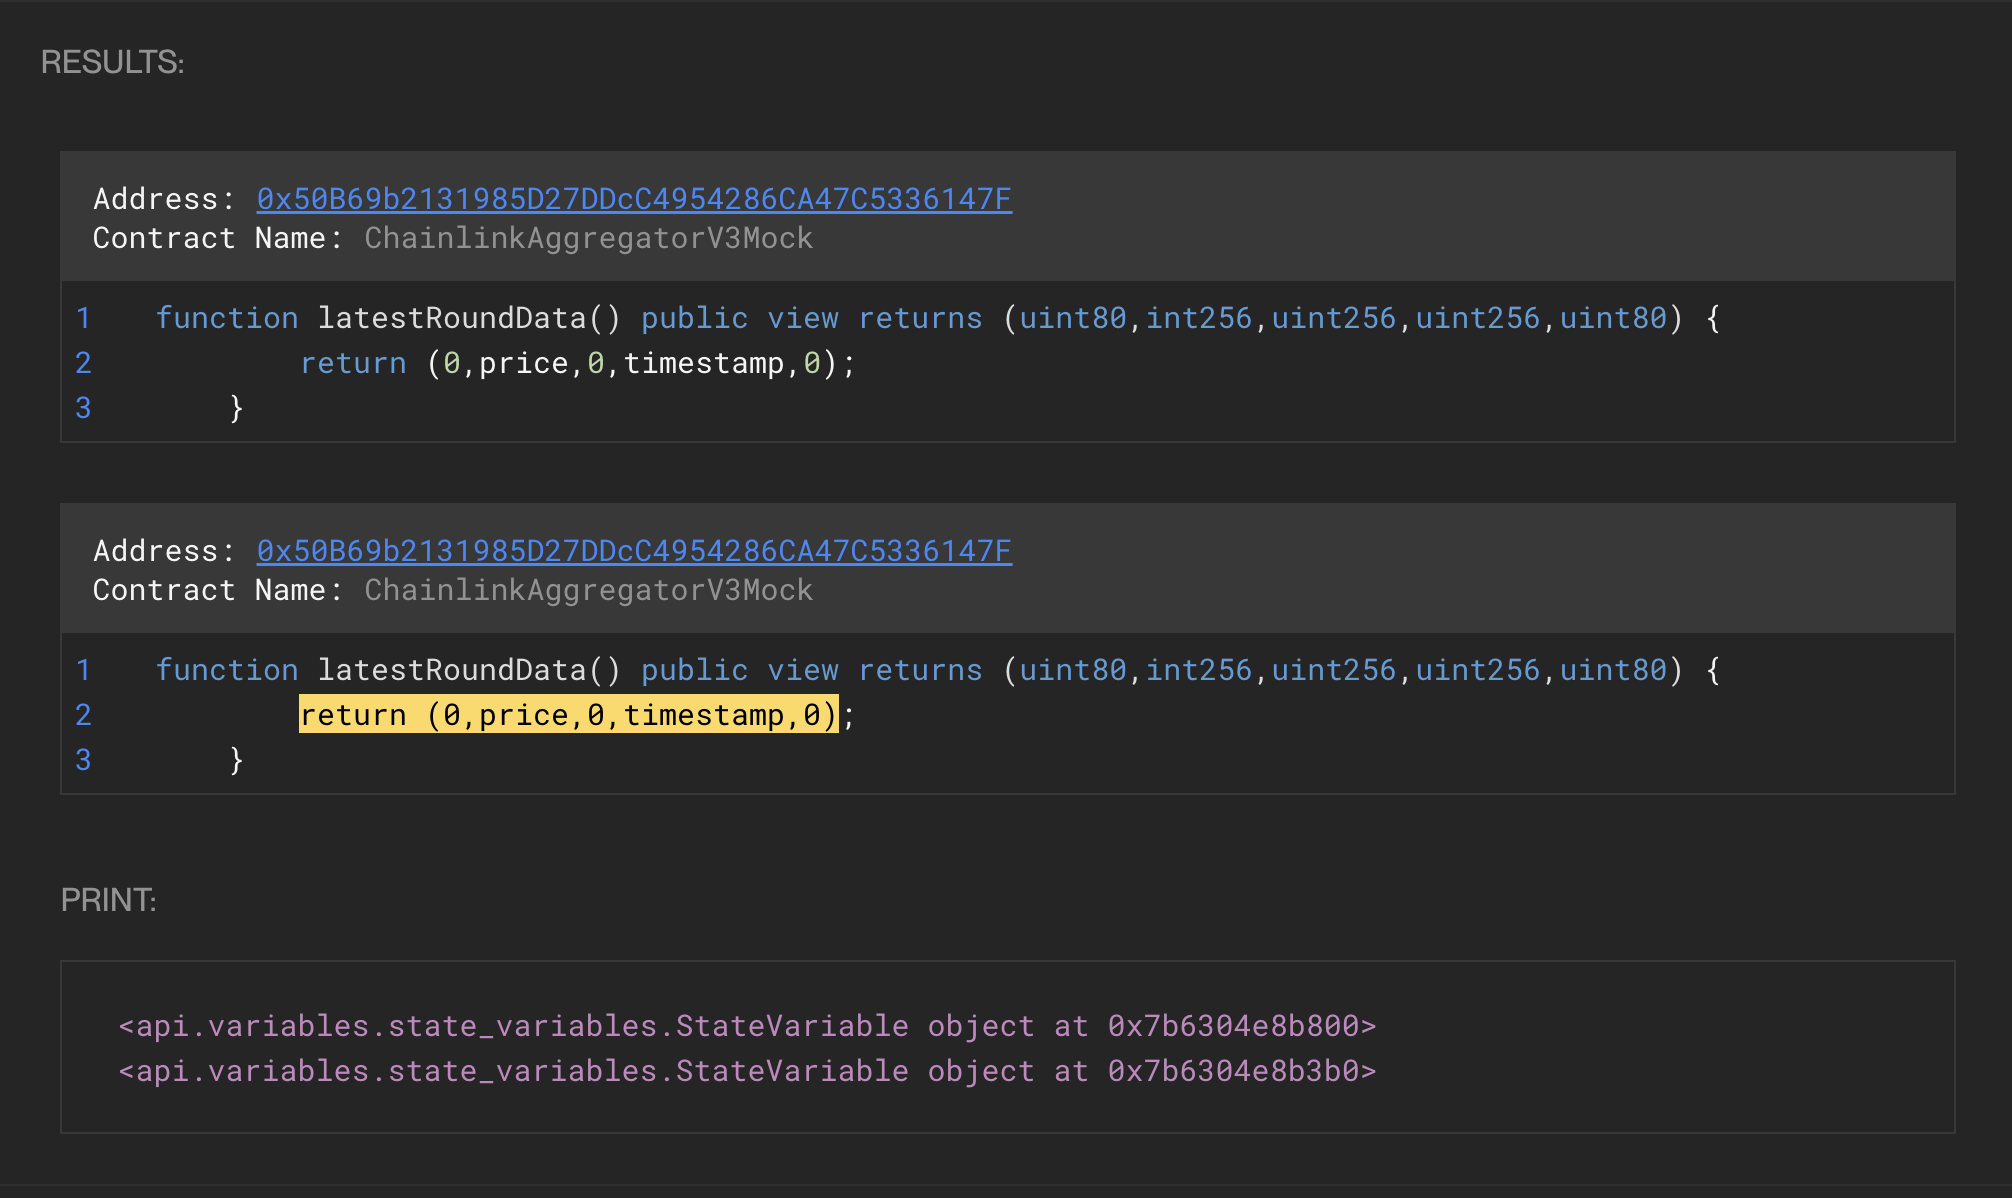 RESULTS:
Address: 0x50B69b2131985D27DDcC4954286CA47C5336147F
Contract Name: ChainlinkAggregatorV3Mock
1 function latestRoundData() public view returns (uint80,int256,uint256,uint256,uint80) {
2 return (0,price,0,timestamp,0);
3 }
Address: 0x50B69b2131985D27DDcC4954286CA47C5336147F
Contract Name: ChainlinkAggregatorV3Mock
1 function latestRoundData() public view returns (uint80,int256,uint256,uint256,uint80) {
2 return (0,price,0,timestamp,0);
3 }
PRINT:
<api.variables.state_variables.StateVariable object at 0x7b6304e8b800>
<api.variables.state_variables.StateVariable object at 0x7b6304e8b3b0>